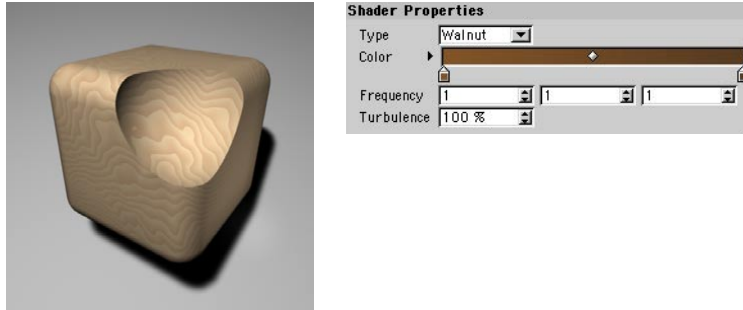 Shader Properties
Type Walnut
Color
Frequency 1 1 1
Turbulence 100 %